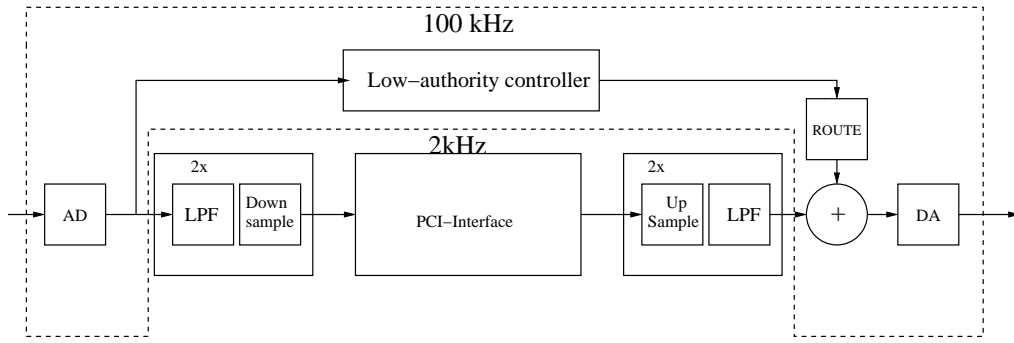 100 kHz
Low−authority controller
ROUTE
2kHz
2x
2x
AD
LPF
Down
sample
PCI−Interface
Up
Sample
LPF
+
DA